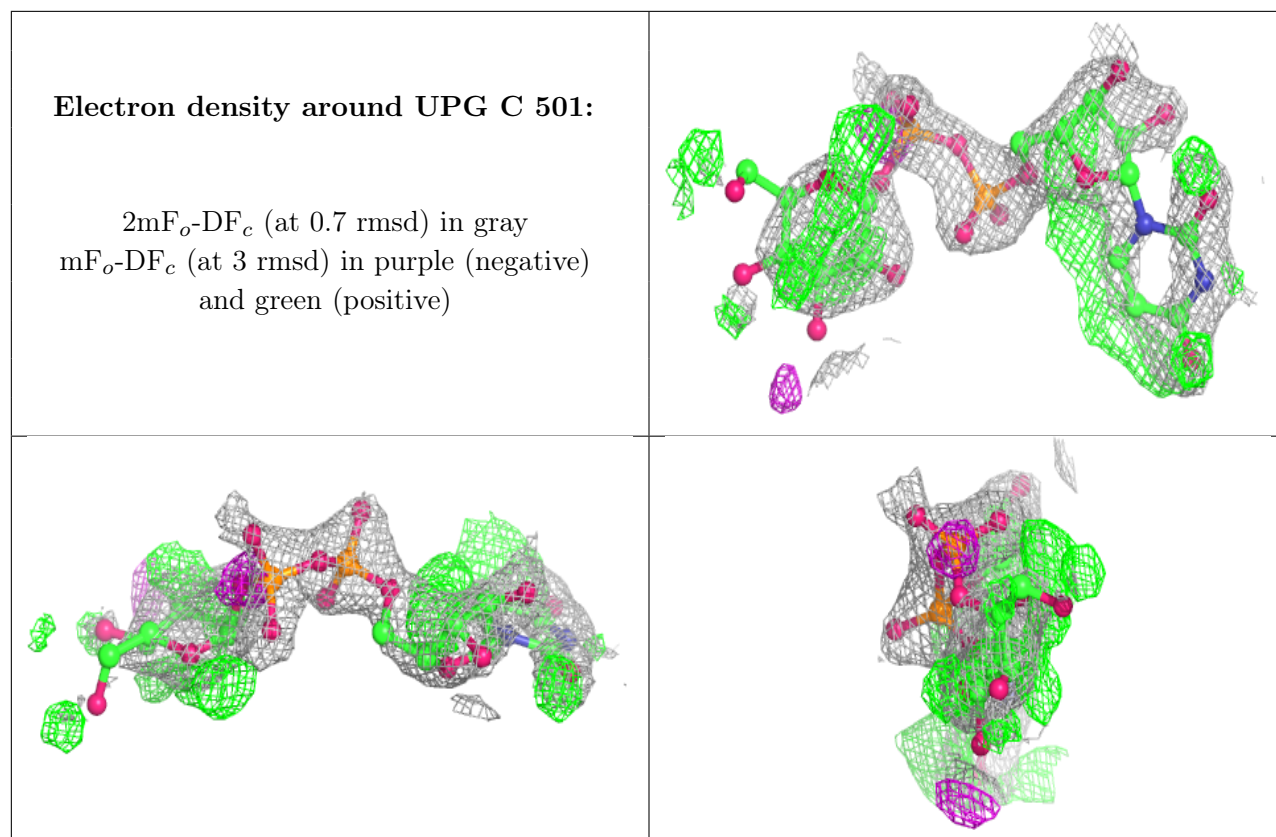 Electron density around UPG C 501:
2mFₒ-DF𝒸 (at 0.7 rmsd) in gray
mFₒ-DF𝒸 (at 3 rmsd) in purple (negative)
and green (positive)